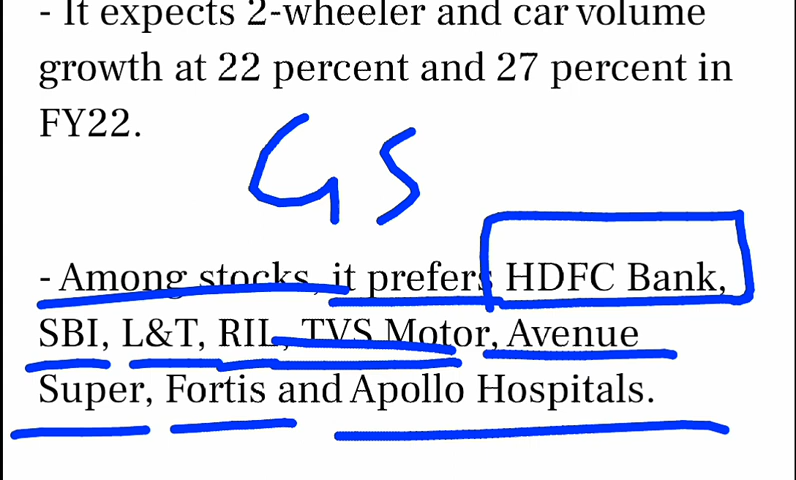 - It expects 2-wheeler and car volume
growth at 22 percent and 27 percent in
FY22.
GS
- Among stocks, it prefers HDFC Bank,
SBI, L&T, RIL, TVS Motor, Avenue
Super, Fortis and Apollo Hospitals.